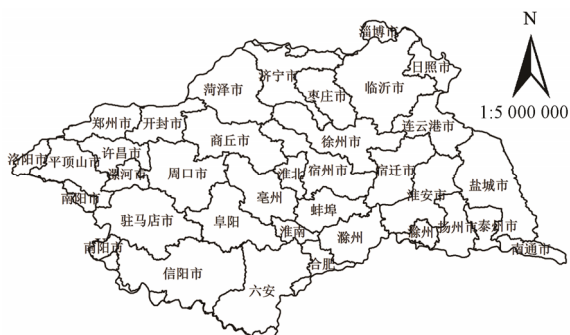 N
淄博市
日照市
济宁市
菏泽市
枣庄市
临沂市
1:5 000 000
郑州市
开封市
商丘市
徐州市
连云港市
洛阳市
平顶山市
许昌市
漯河市
周口市
淮北
宿州市
宿迁市
盐城市
南阳市
亳州
淮安市
驻马店市
阜阳
蚌埠
淮南
滁州
滁州
扬州市
泰州市
南阳市
信阳市
六安
合肥
南通市